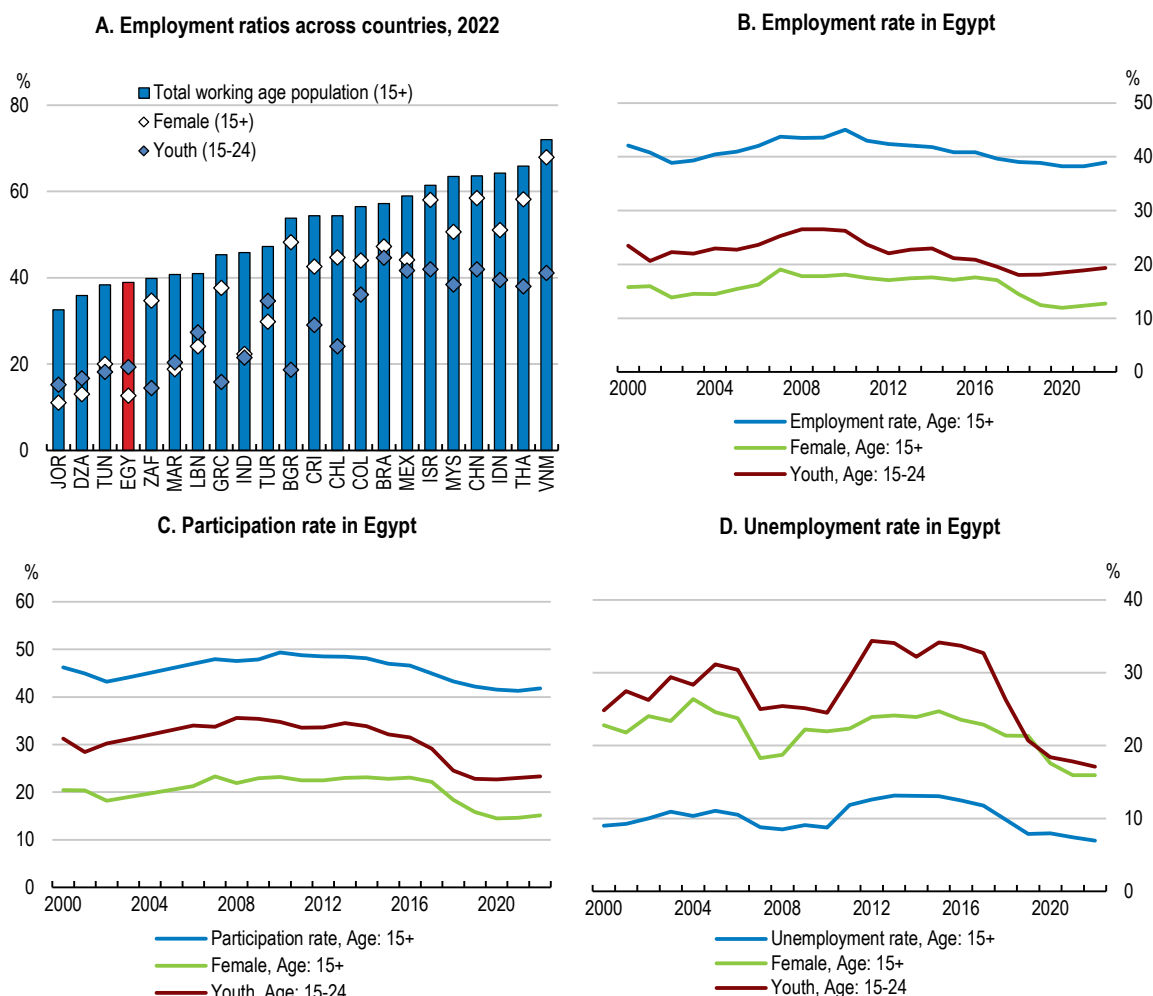 A. Employment ratios across countries, 2022
%
Total working age population (15+)
Female (15+)
Youth (15-24)
80
60
40
20
0
JOR
DZA
TUN
EGY
ZAF
MAR
LBN
GRC
IND
TUR
BGR
CRI
CHL
COL
BRA
MEX
ISR
MYS
CHN
IDN
THA
VNM
B. Employment rate in Egypt
%
50
40
30
20
10
0
2000 2004 2008 2012 2016 2020
Employment rate, Age: 15+
Female, Age: 15+
Youth, Age: 15-24
C. Participation rate in Egypt
%
60
50
40
30
20
10
0
2000 2004 2008 2012 2016 2020
Participation rate, Age: 15+
Female, Age: 15+
Youth, Age: 15-24
D. Unemployment rate in Egypt
%
40
30
20
10
0
2000 2004 2008 2012 2016 2020
Unemployment rate, Age: 15+
Female, Age: 15+
Youth, Age: 15-24